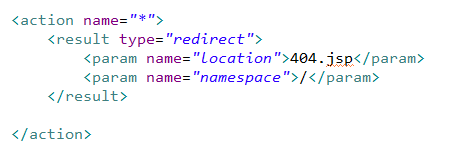 <action name="*">
    <result type="redirect">
        <param name="location">404.jsp</param>
        <param name="namespace">/</param>
    </result>

</action>